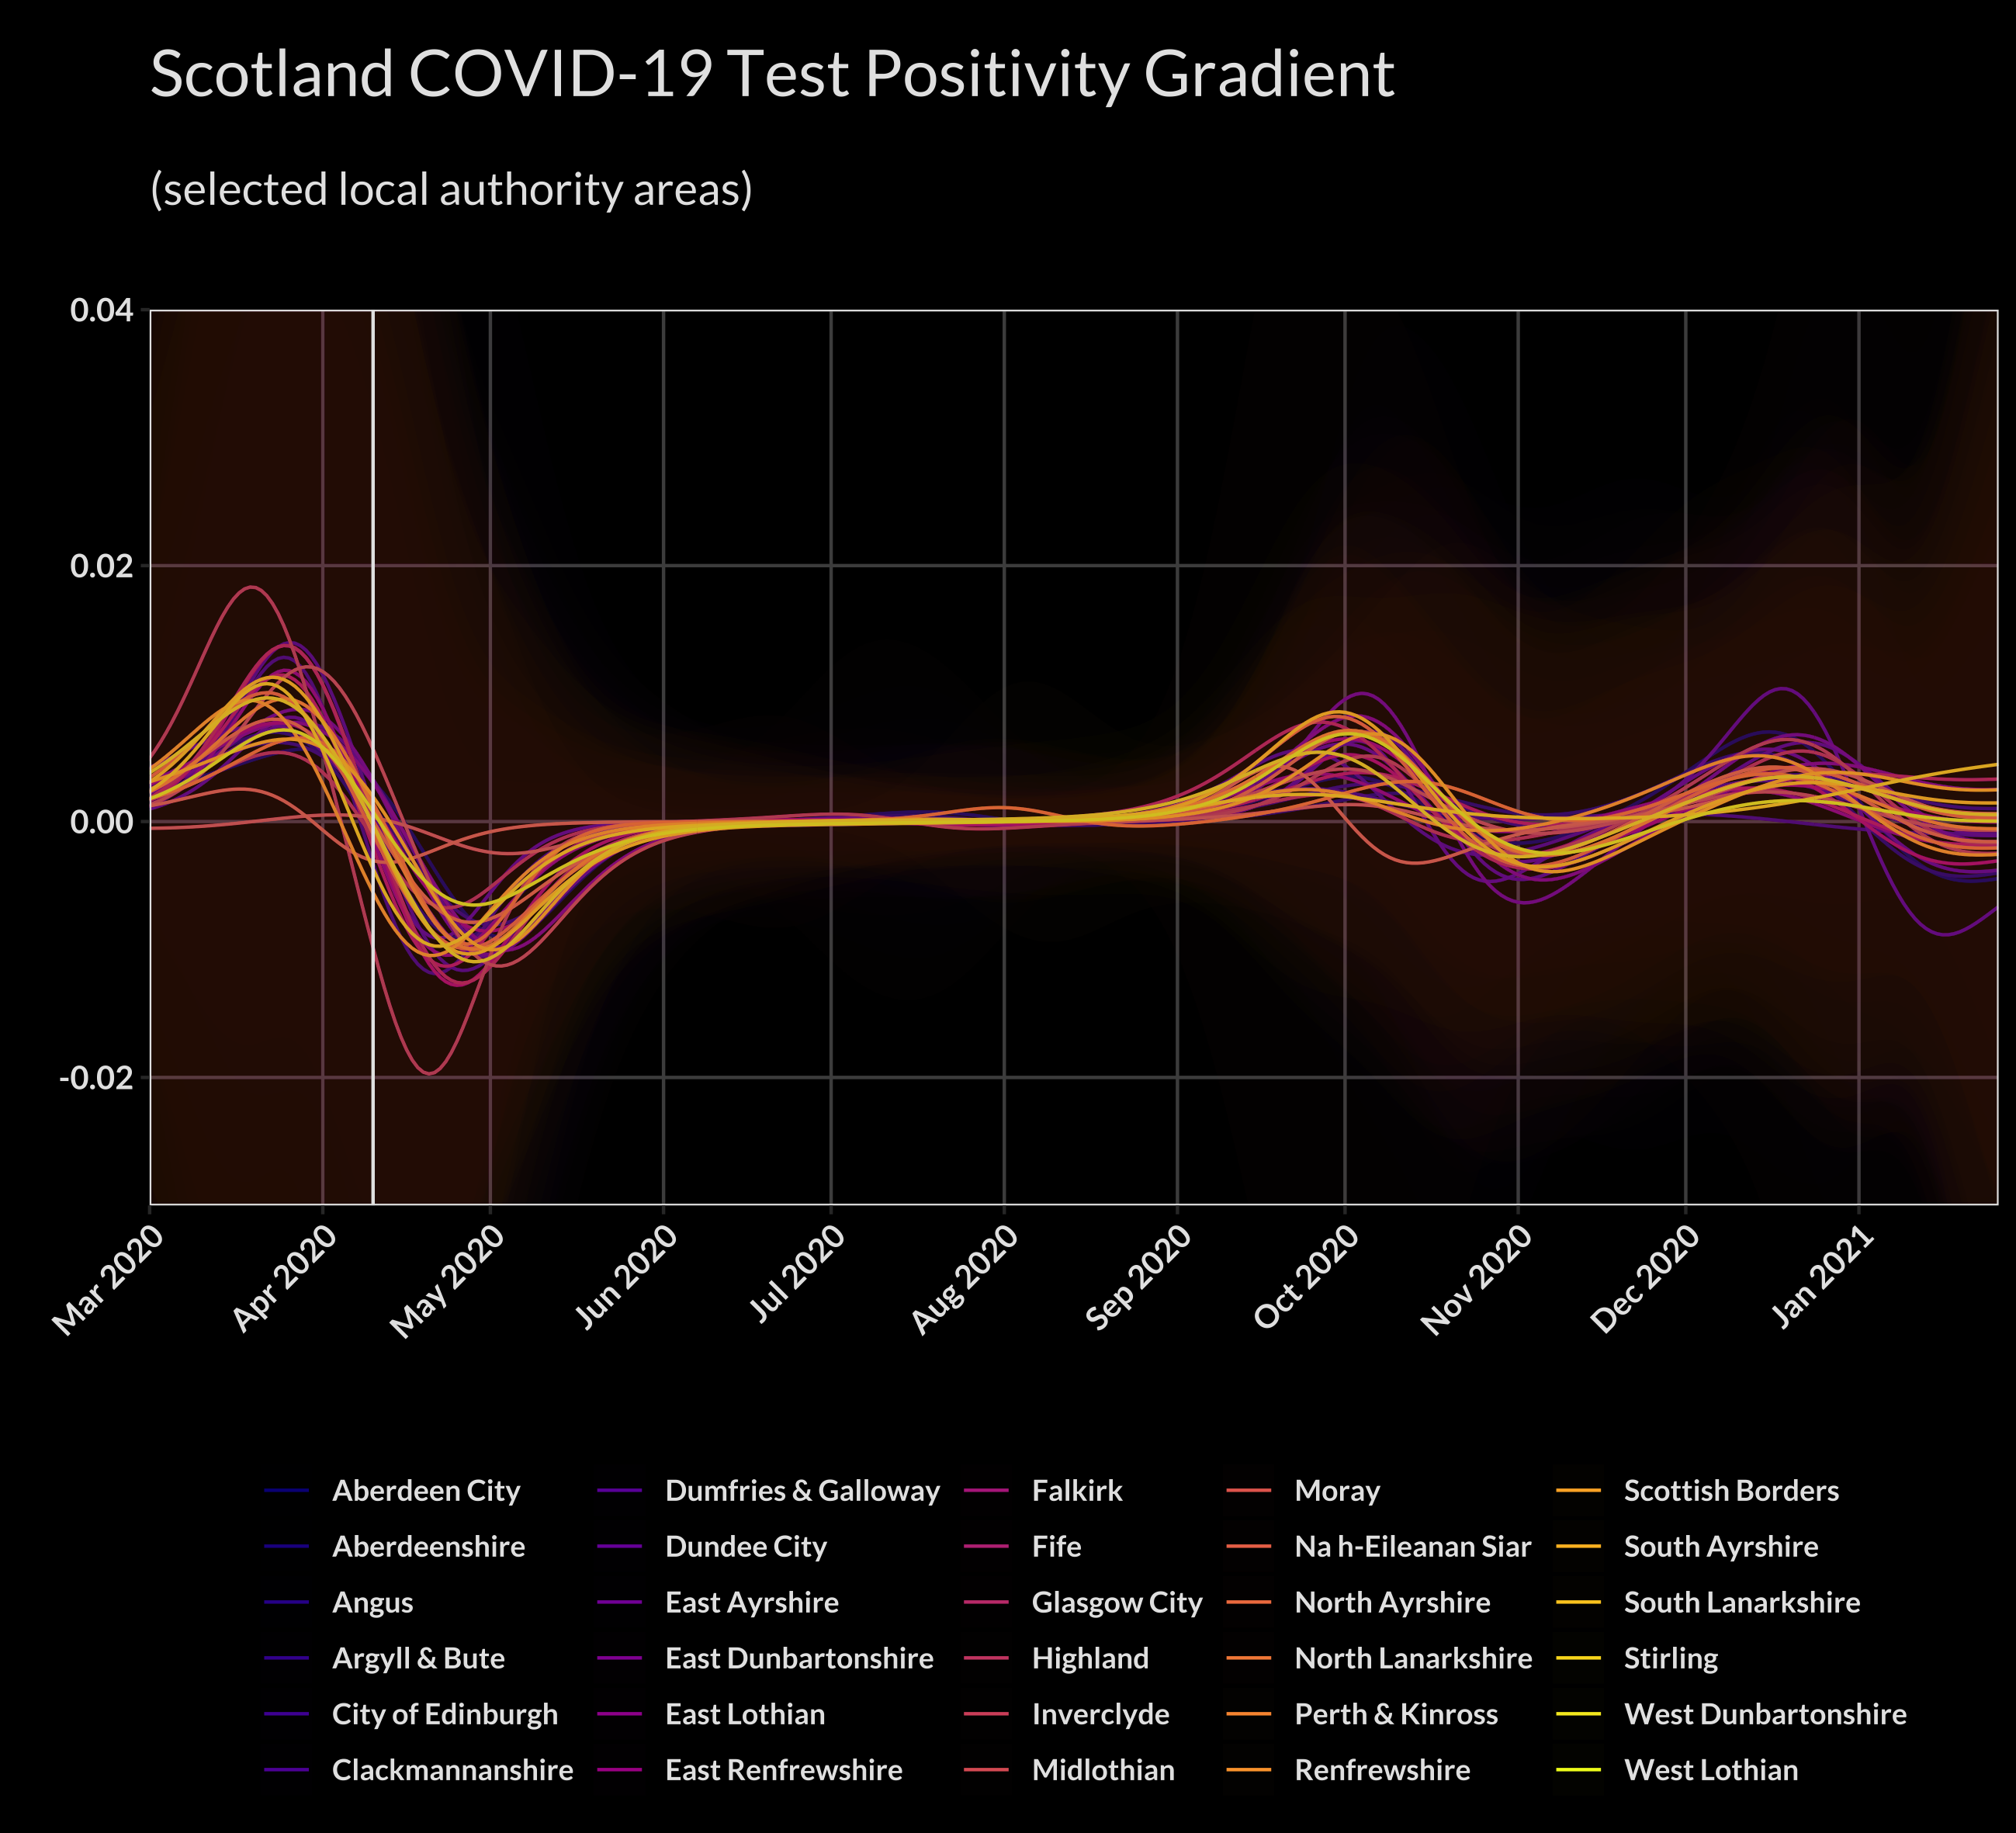 Scotland COVID-19 Test Positivity Gradient
(selected local authority areas)
0.04
0.02
0.00
-0.02
Mar 2020
Apr 2020
May 2020
Jun 2020
Jul 2020
Aug 2020
Sep 2020
Oct 2020
Nov 2020
Dec 2020
Jan 2021
Aberdeen City
Aberdeenshire
Angus
Argyll & Bute
City of Edinburgh
Clackmannanshire
Dumfries & Galloway
Dundee City
East Ayrshire
East Dunbartonshire
East Lothian
East Renfrewshire
Falkirk
Fife
Glasgow City
Highland
Inverclyde
Midlothian
Moray
Na h-Eileanan Siar
North Ayrshire
North Lanarkshire
Perth & Kinross
Renfrewshire
Scottish Borders
South Ayrshire
South Lanarkshire
Stirling
West Dunbartonshire
West Lothian